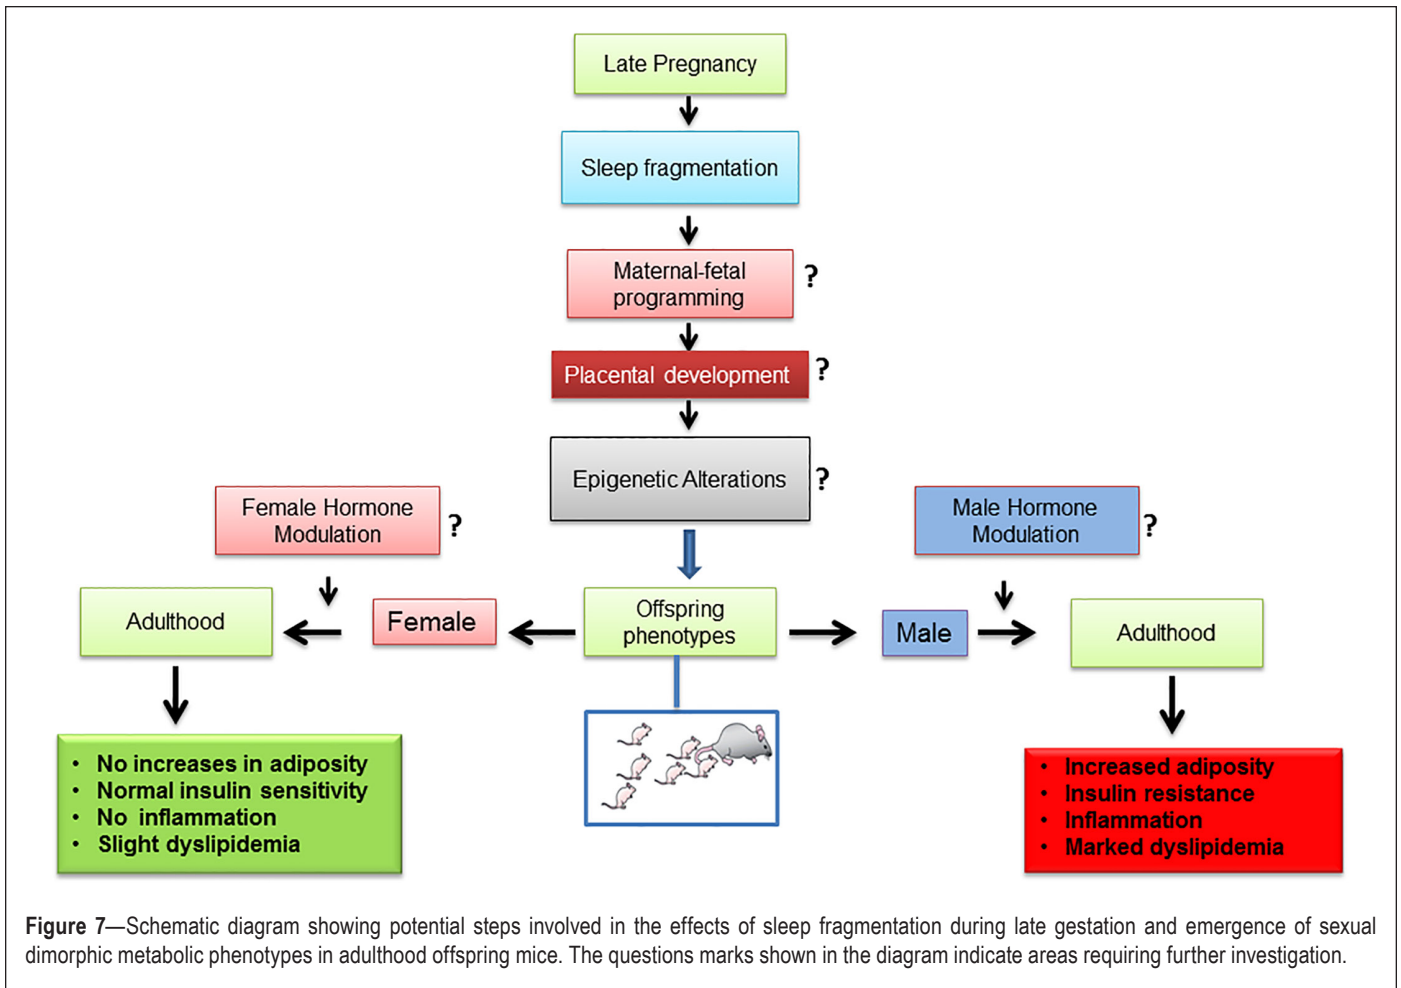 Late Pregnancy
Sleep fragmentation
Maternal-fetal
programming
?
Placental development
?
Epigenetic Alterations
?
Female Hormone
Modulation
?
Male Hormone
Modulation
?
Adulthood
Female
Offspring
phenotypes
Male
Adulthood
• No increases in adiposity
• Normal insulin sensitivity
• No inflammation
• Slight dyslipidemia
• Increased adiposity
• Insulin resistance
• Inflammation
• Marked dyslipidemia
Figure 7—Schematic diagram showing potential steps involved in the effects of sleep fragmentation during late gestation and emergence of sexual
dimorphic metabolic phenotypes in adulthood offspring mice. The questions marks shown in the diagram indicate areas requiring further investigation.